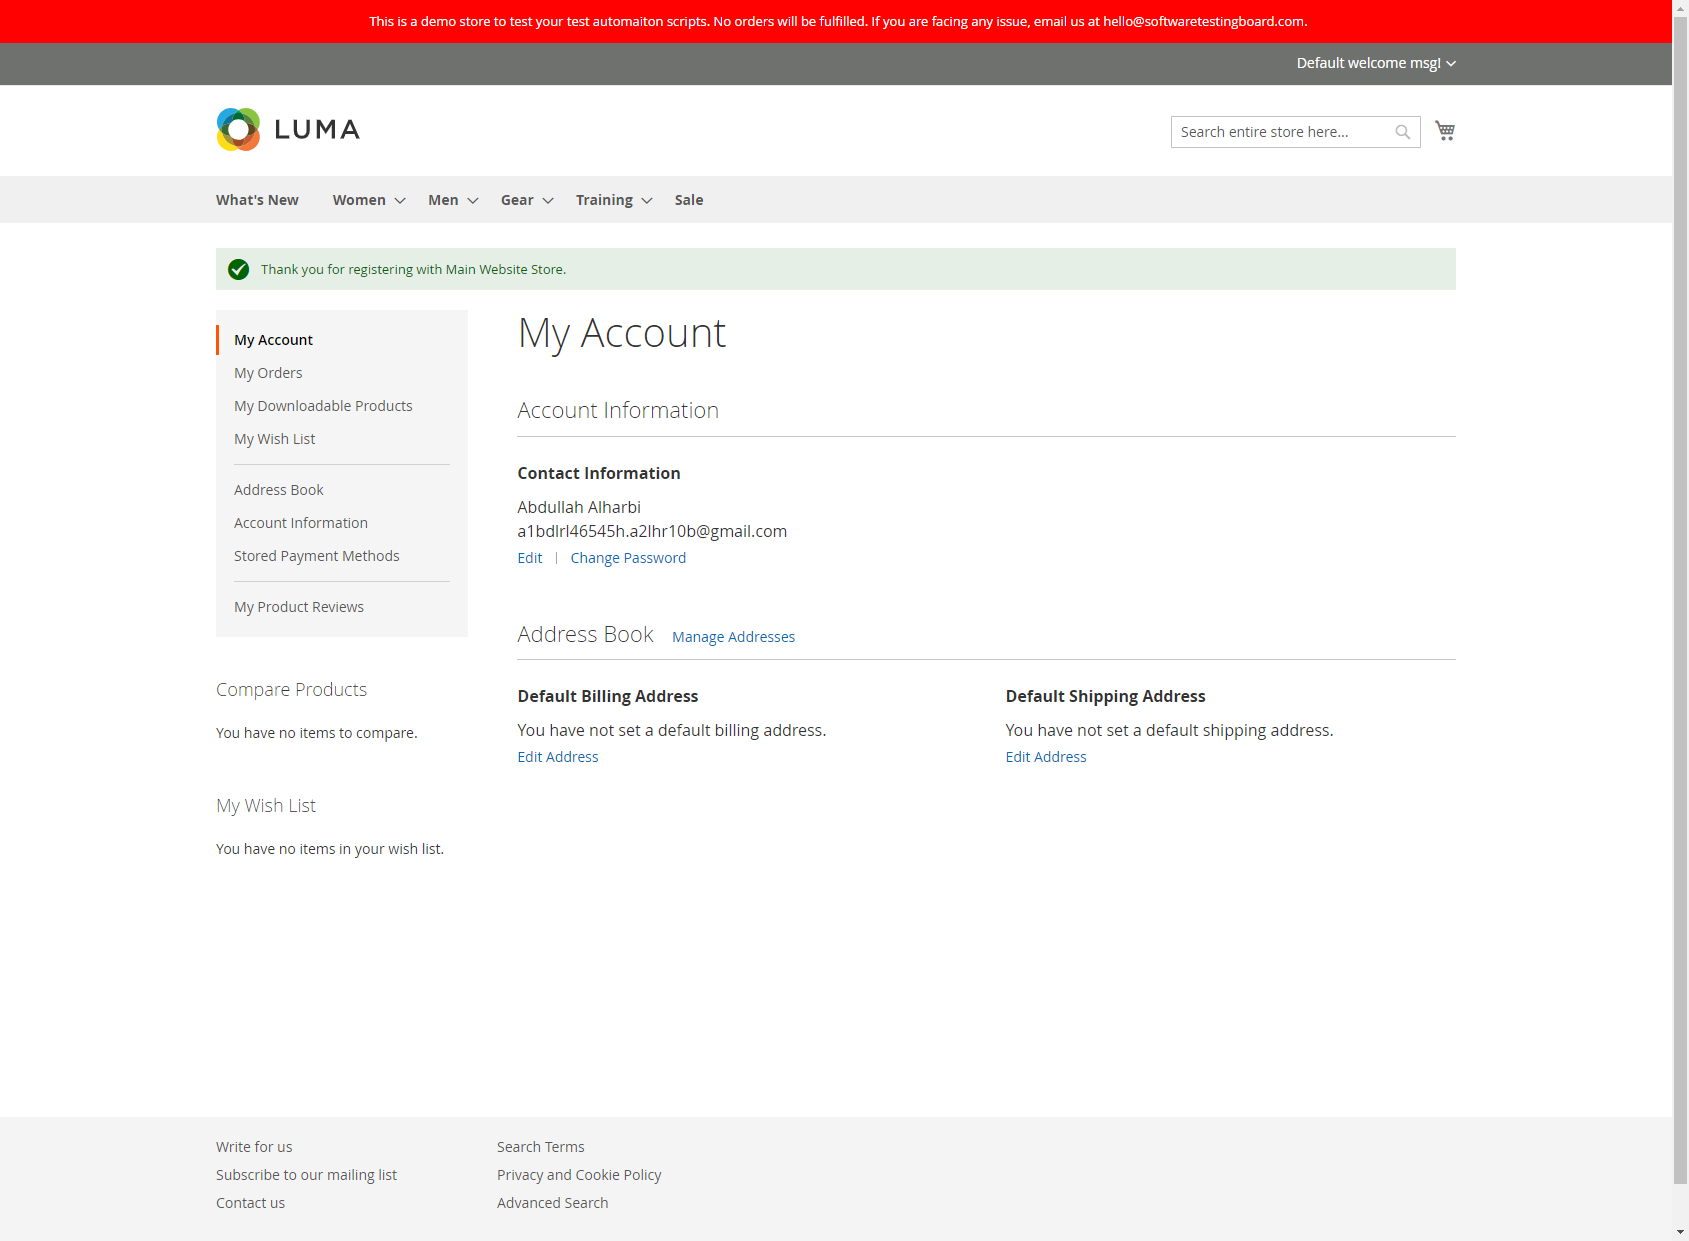 This is a demo store to test your test automaiton scripts. No orders will be fulfilled. If you are facing any issue, email us at hello@softwaretestingboard.com.
Default welcome msg!
LUMA
Search entire store here...
What's New Women Men Gear Training Sale
Thank you for registering with Main Website Store.
My Account
My Orders
My Downloadable Products
My Wish List
Address Book
Account Information
Stored Payment Methods
My Product Reviews
Compare Products
You have no items to compare.
My Wish List
You have no items in your wish list.
My Account
Account Information
Contact Information
Abdullah Alharbi
a1bdlrl46545h.a2lhr10b@gmail.com
Edit | Change Password
Address Book Manage Addresses
Default Billing Address
You have not set a default billing address.
Edit Address
Default Shipping Address
You have not set a default shipping address.
Edit Address
Write for us
Subscribe to our mailing list
Contact us
Search Terms
Privacy and Cookie Policy
Advanced Search